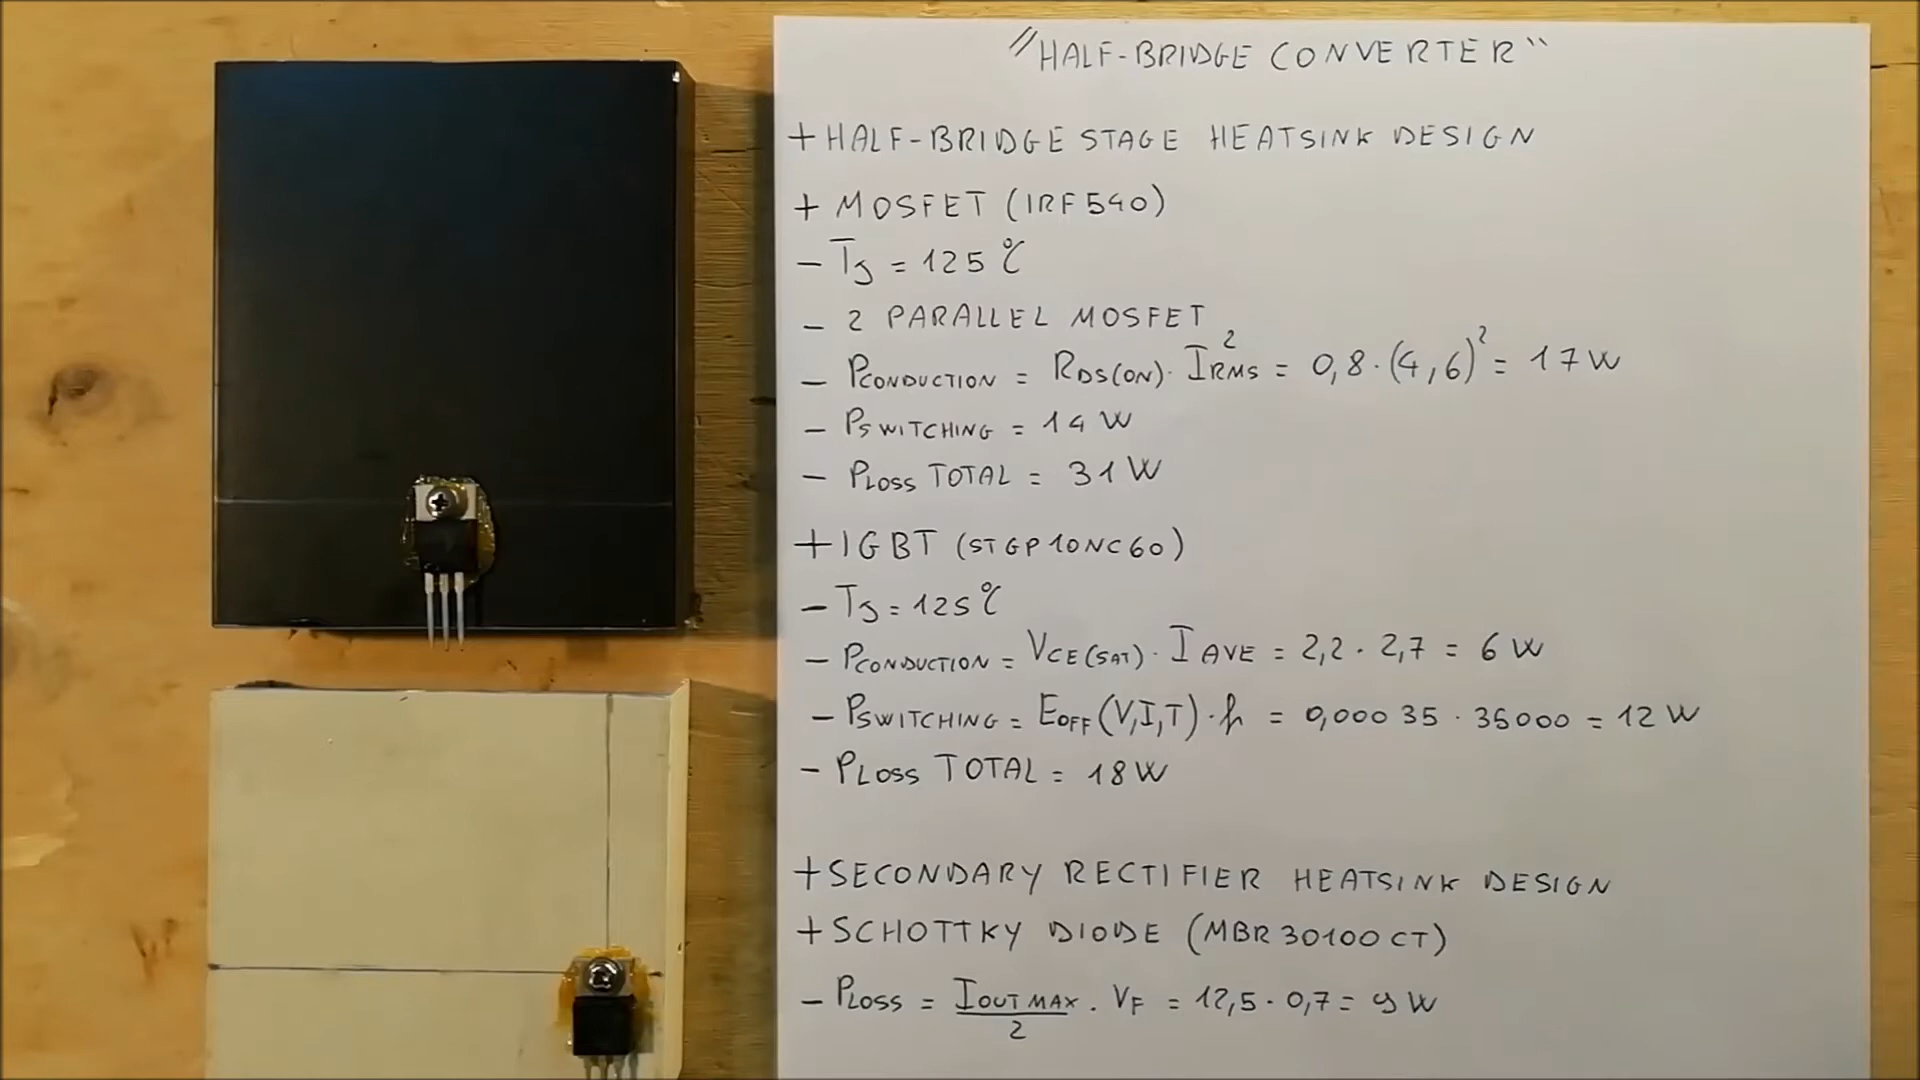 "HALF-BRIDGE CONVERTER"
+ HALF-BRIDGE STAGE HEATSINK DESIGN
+ MOSFET (IRF540)
- TJ = 125 °C
- 2 PARALLEL MOSFET
- PCONDUCTION = RDS(ON) · IRMS² = 0,8 · (4,6)² = 17 W
- PSWITCHING = 14 W
- PLOSS TOTAL = 31 W
+ IGBT (STGP10NC60)
- TJ = 125 °C
- PCONDUCTION = VCE(SAT) · IAVE = 2,2 · 2,7 = 6 W
- PSWITCHING = EOFF (V,I,T) · f = 0,000 35 · 35000 = 12 W
- PLOSS TOTAL = 18 W
+ SECONDARY RECTIFIER HEATSINK DESIGN
+ SCHOTTKY DIODE (MBR30100CT)
- PLOSS = IOUT MAX / 2 · VF = 12,5 · 0,7 = 9 W